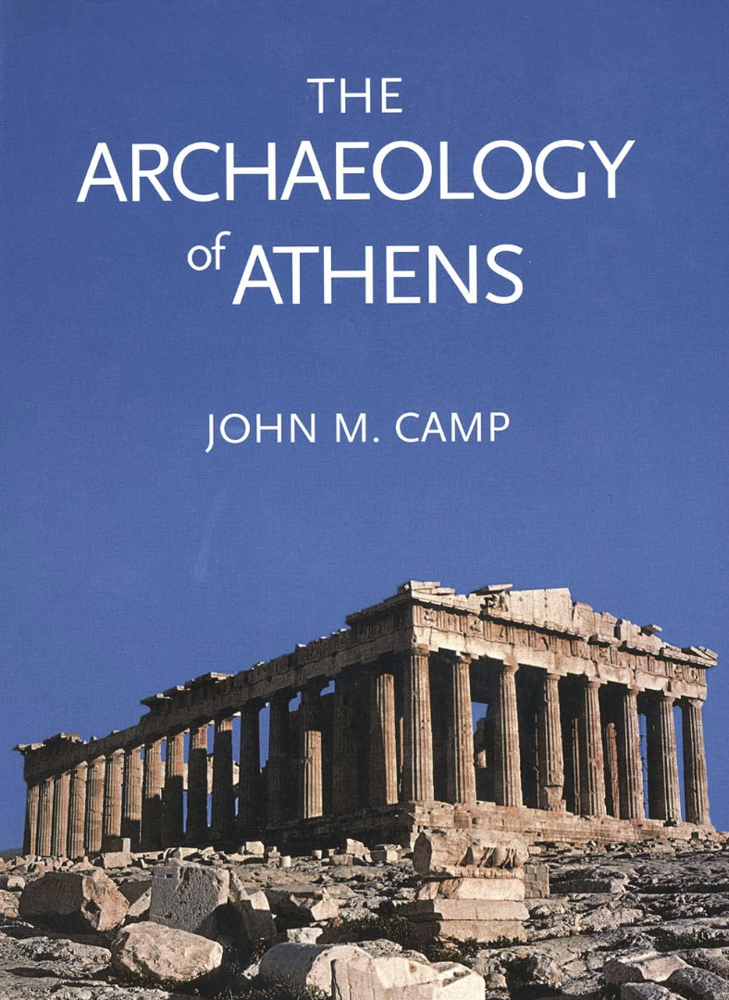 THE
ARCHAEOLOGY
of ATHENS
JOHN M. CAMP